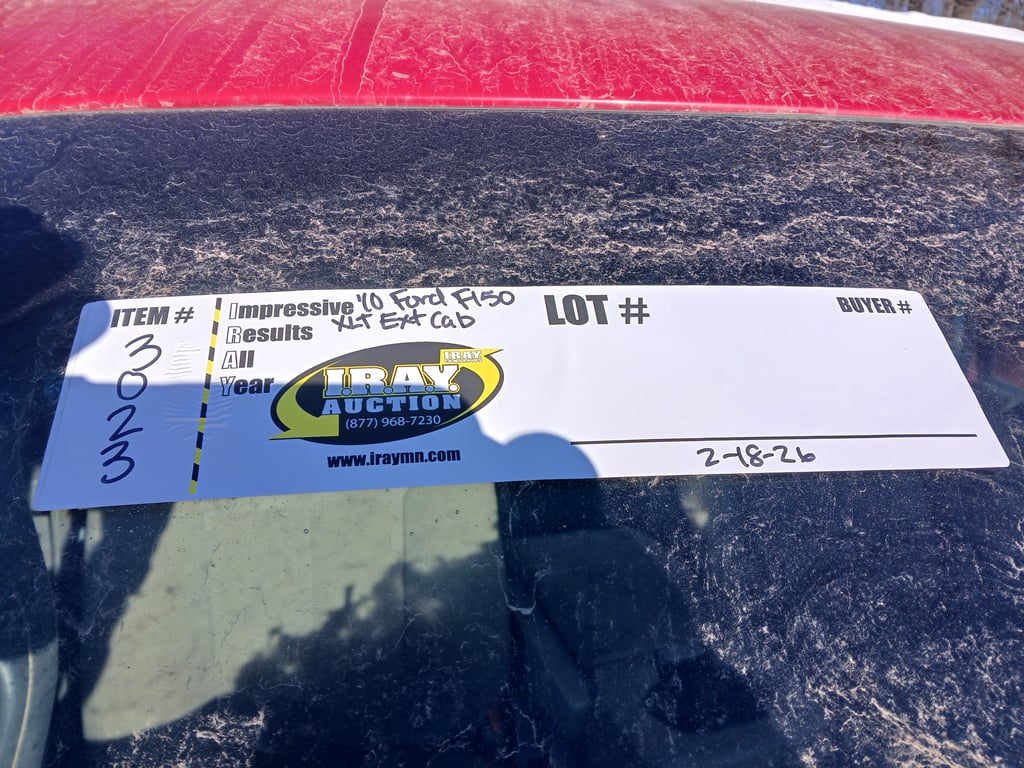 ITEM #
3
0
2
3
Impressive
Results
All
Year
I
R
A
Y
'10 Ford F150
XLT Ext Cab
I.R.A.Y.
I.R.A.Y.
AUCTION
(877) 968-7230
www.iraymn.com
LOT #
BUYER #
2-18-26